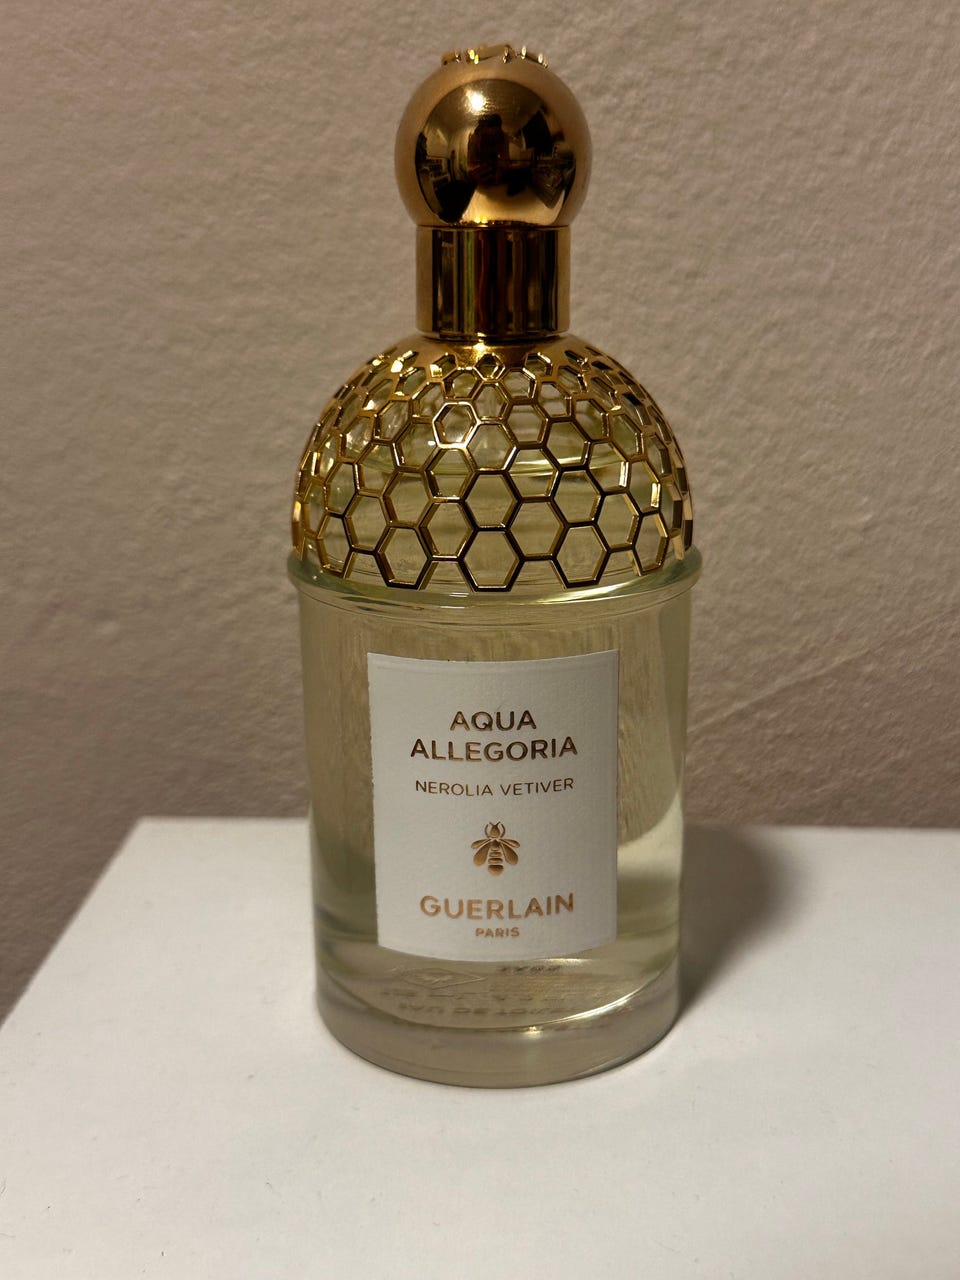 AQUA
ALLEGORIA
NEROLIA VETIVER
GUERLAIN
PARIS